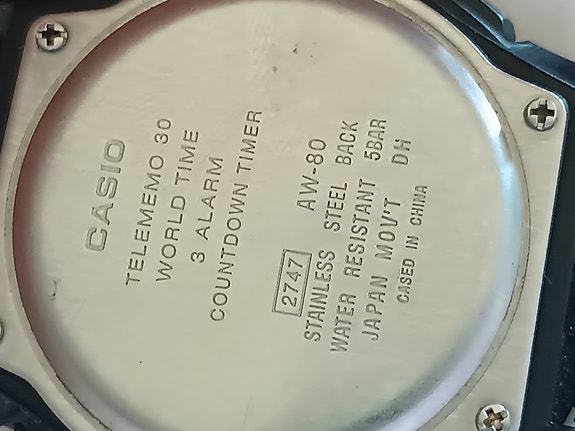 CASIO
TELEMEMO 30
WORLD TIME
3 ALARM
COUNTDOWN TIMER
2747 AW-80
STAINLESS STEEL BACK
WATER RESISTANT 5BAR
JAPAN MOV'T DH
CASED IN CHINA